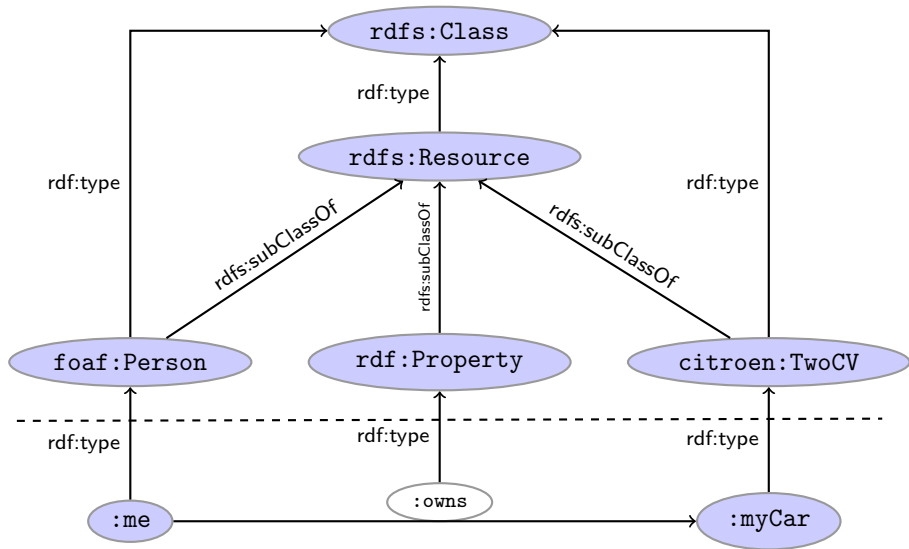 rdfs:Class
rdf:type
rdfs:Resource
rdf:type
rdf:type
rdfs:subClassOf
rdfs:subClassOf
rdfs:subClassOf
foaf:Person
rdf:Property
citroen:TwoCV
rdf:type
rdf:type
rdf:type
:owns
:me
:myCar